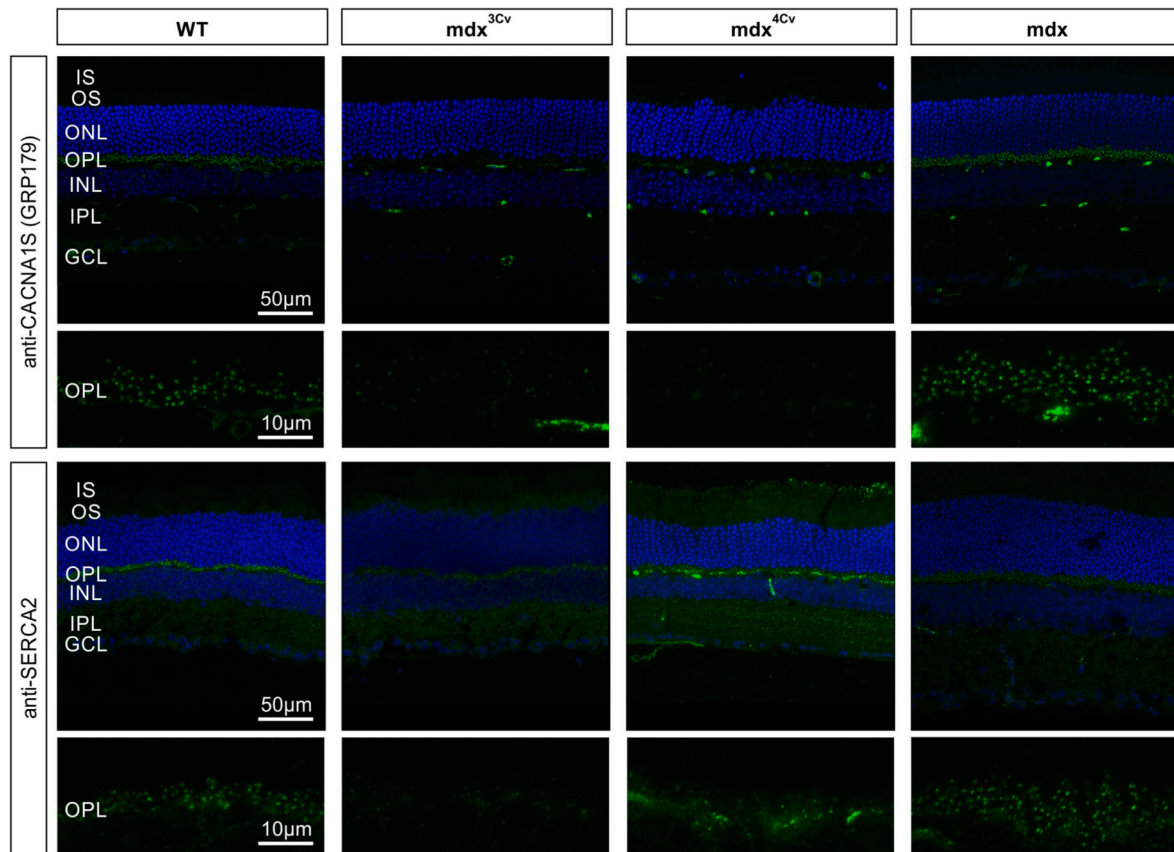 WT
mdx3Cv
mdx4Cv
mdx
anti-CACNA1S (GRP179)
IS
OS
ONL
OPL
INL
IPL
GCL
50µm
OPL
10µm
anti-SERCA2
IS
OS
ONL
OPL
INL
IPL
GCL
50µm
OPL
10µm